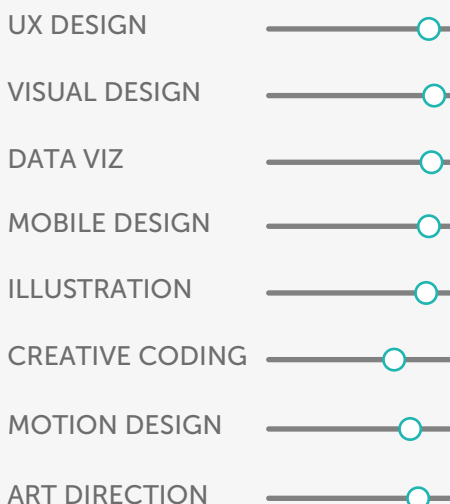 UX DESIGN
VISUAL DESIGN
DATA VIZ
MOBILE DESIGN
ILLUSTRATION
CREATIVE CODING
MOTION DESIGN
ART DIRECTION